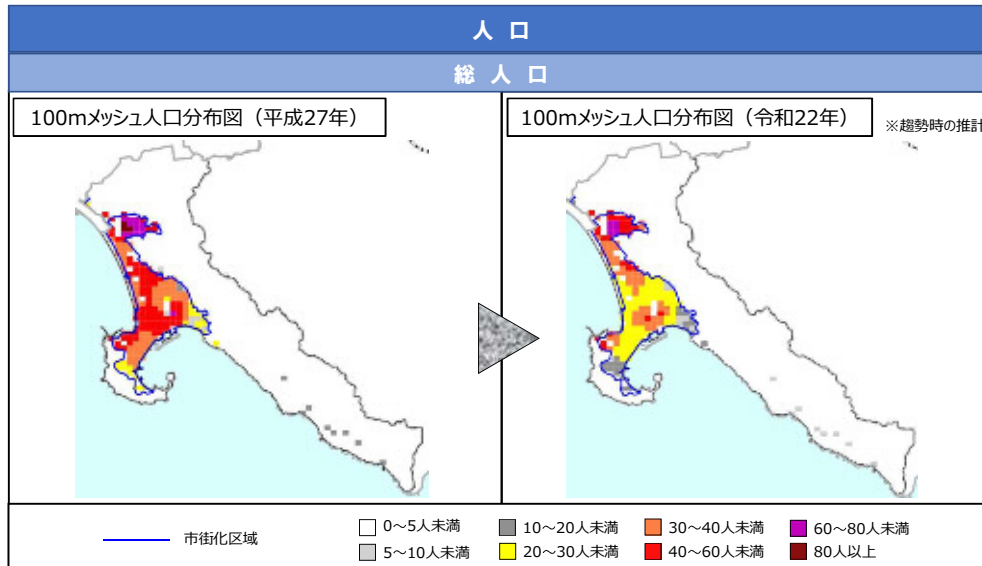 人 口
総 人 口
100mメッシュ人口分布図（平成27年）
100mメッシュ人口分布図（令和22年）
※趨勢時の推計
市街化区域
0～5人未満
10～20人未満
30～40人未満
60～80人未満
5～10人未満
20～30人未満
40～60人未満
80人以上